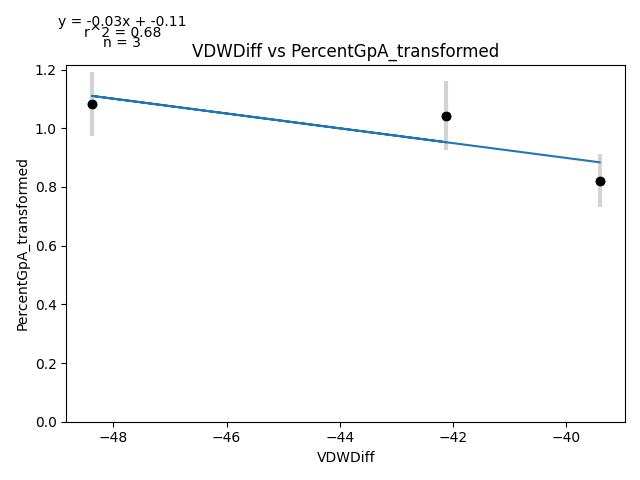 y = -0.03x + -0.11
r^2 = 0.68
n = 3
VDWDiff vs PercentGpA_transformed
1.2
1.0
0.8
0.6
0.4
0.2
0.0
PercentGpA_transformed
−48 −46 −44 −42 −40
VDWDiff